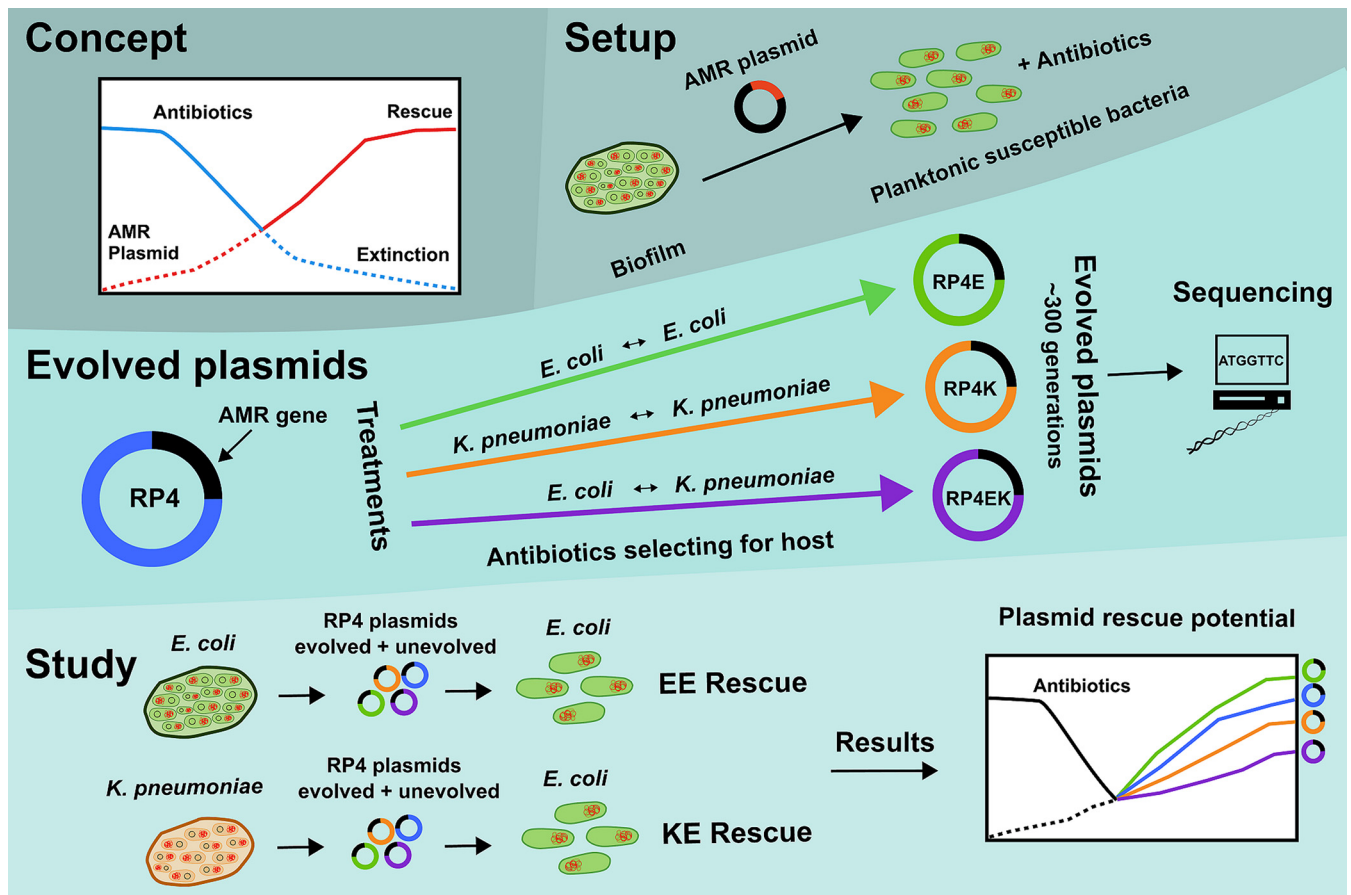 Concept
Antibiotics
Rescue
AMR
Plasmid
Extinction
Setup
AMR plasmid
+ Antibiotics
Planktonic susceptible bacteria
Biofilm
Evolved plasmids
AMR gene
RP4
Treatments
E. coli ↔ E. coli
K. pneumoniae ↔ K. pneumoniae
E. coli ↔ K. pneumoniae
Antibiotics selecting for host
RP4E
RP4K
RP4EK
Evolved plasmids
~300 generations
Sequencing
ATGGTTC
Study
E. coli
RP4 plasmids
evolved + unevolved
E. coli
EE Rescue
K. pneumoniae
RP4 plasmids
evolved + unevolved
E. coli
KE Rescue
Results
Plasmid rescue potential
Antibiotics